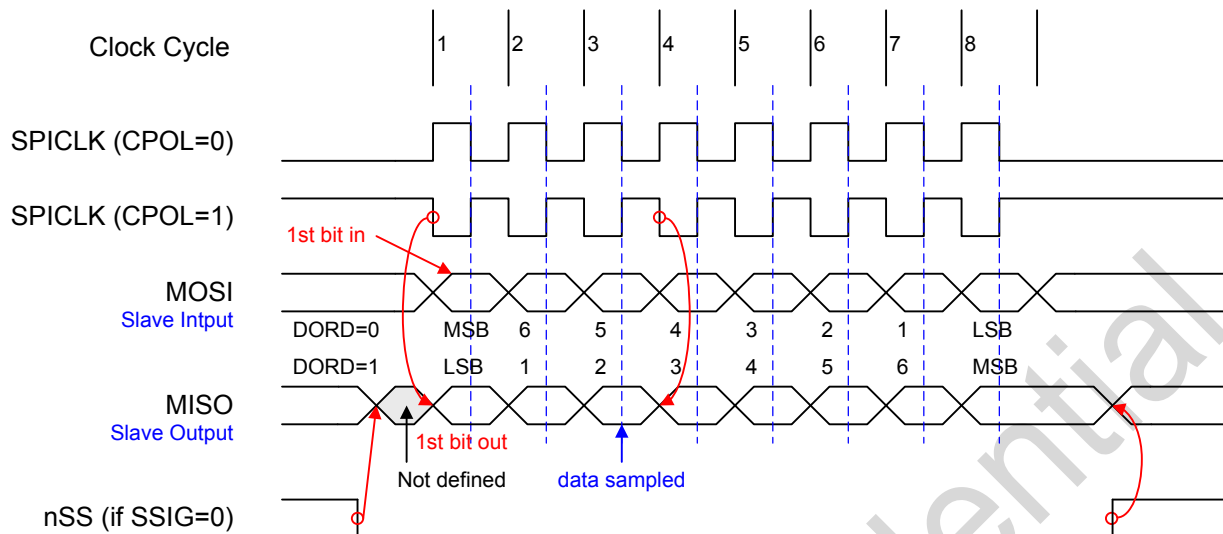 Clock Cycle
1 2 3 4 5 6 7 8
SPICLK (CPOL=0)
SPICLK (CPOL=1)
1st bit in
MOSI
Slave Intput
DORD=0 MSB 6 5 4 3 2 1 LSB
DORD=1 LSB 1 2 3 4 5 6 MSB
MISO
Slave Output
1st bit out
Not defined data sampled
nSS (if SSIG=0)
dential